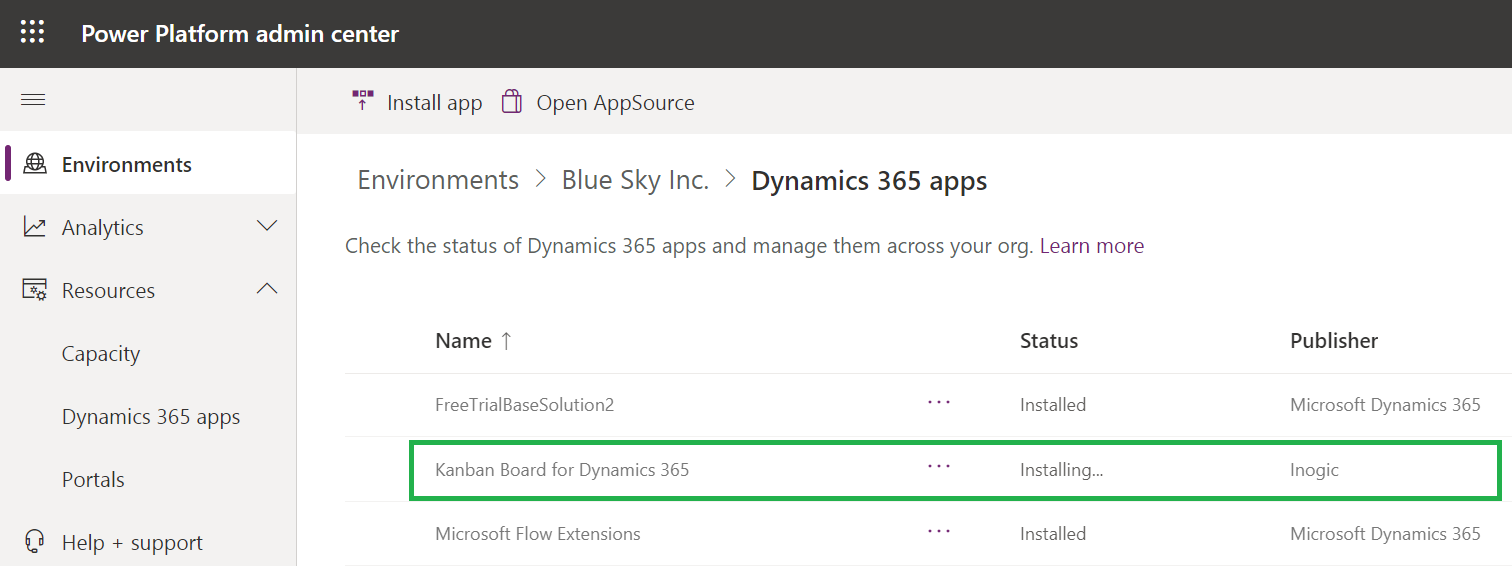 Power Platform admin center
Install app Open AppSource
Environments
Analytics
Resources
Capacity
Dynamics 365 apps
Portals
Help + support
Environments > Blue Sky Inc. > Dynamics 365 apps
Check the status of Dynamics 365 apps and manage them across your org. Learn more
Name ↑ Status Publisher
FreeTrialBaseSolution2 ... Installed Microsoft Dynamics 365
Kanban Board for Dynamics 365 ... Installing... Inogic
Microsoft Flow Extensions ... Installed Microsoft Dynamics 365